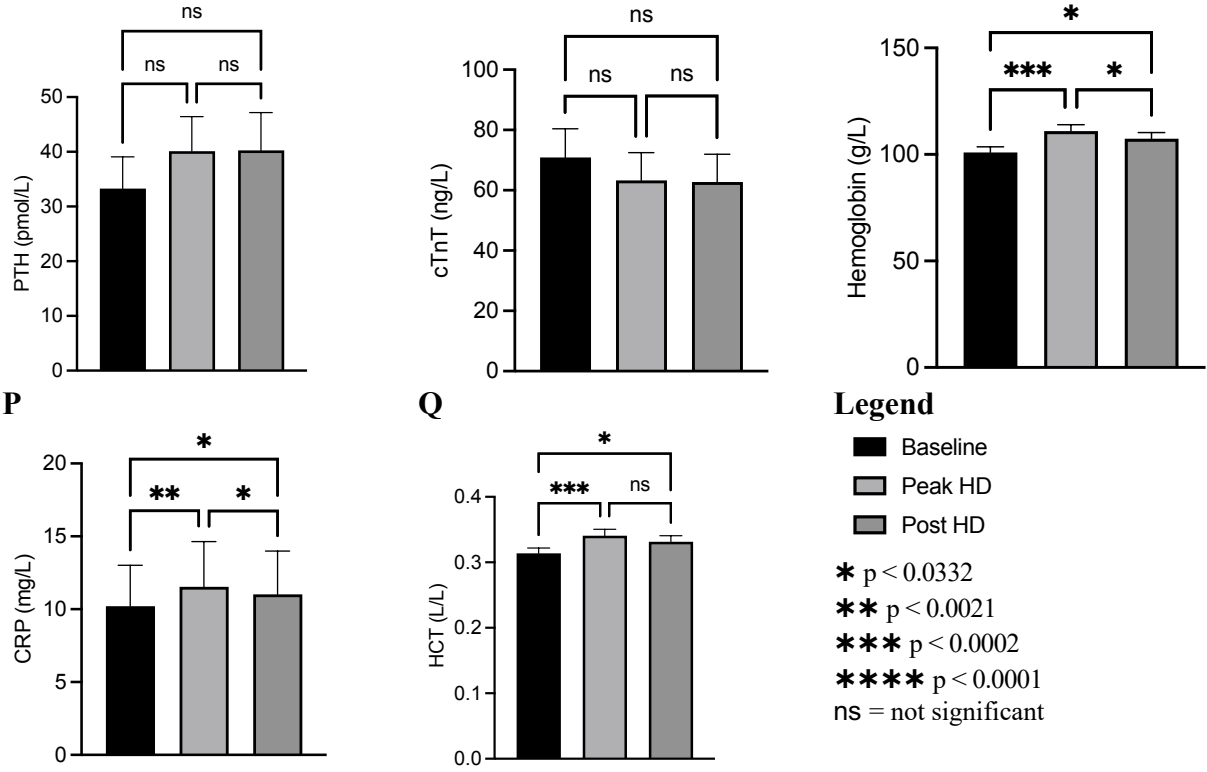 ns
ns
ns
50
40
30
20
10
0
PTH (pmol/L)
ns
ns
ns
100
80
60
40
20
0
cTnT (ng/L)
*
***
*
150
100
50
0
Hemoglobin (g/L)
P
*
**
*
20
15
10
5
0
CRP (mg/L)
Q
*
***
ns
0.4
0.3
0.2
0.1
0.0
HCT (L/L)
Legend
Baseline
Peak HD
Post HD
* p < 0.0332
** p < 0.0021
*** p < 0.0002
**** p < 0.0001
ns = not significant